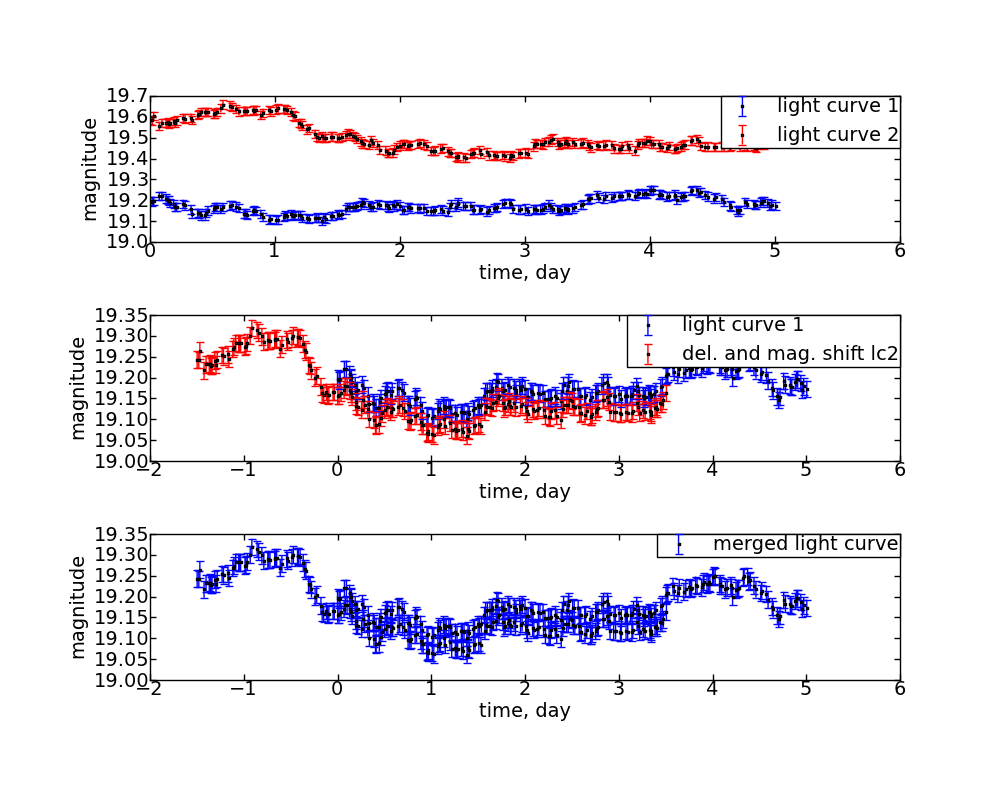 19.7
19.6
19.5
19.4
19.3
19.2
19.1
19.0
magnitude
light curve 1
light curve 2
0 1 2 3 4 5 6
time, day
19.35
19.30
19.25
19.20
19.15
19.10
19.05
19.00
magnitude
light curve 1
del. and mag. shift lc2
−2 −1 0 1 2 3 4 5 6
time, day
19.35
19.30
19.25
19.20
19.15
19.10
19.05
19.00
magnitude
merged light curve
−2 −1 0 1 2 3 4 5 6
time, day